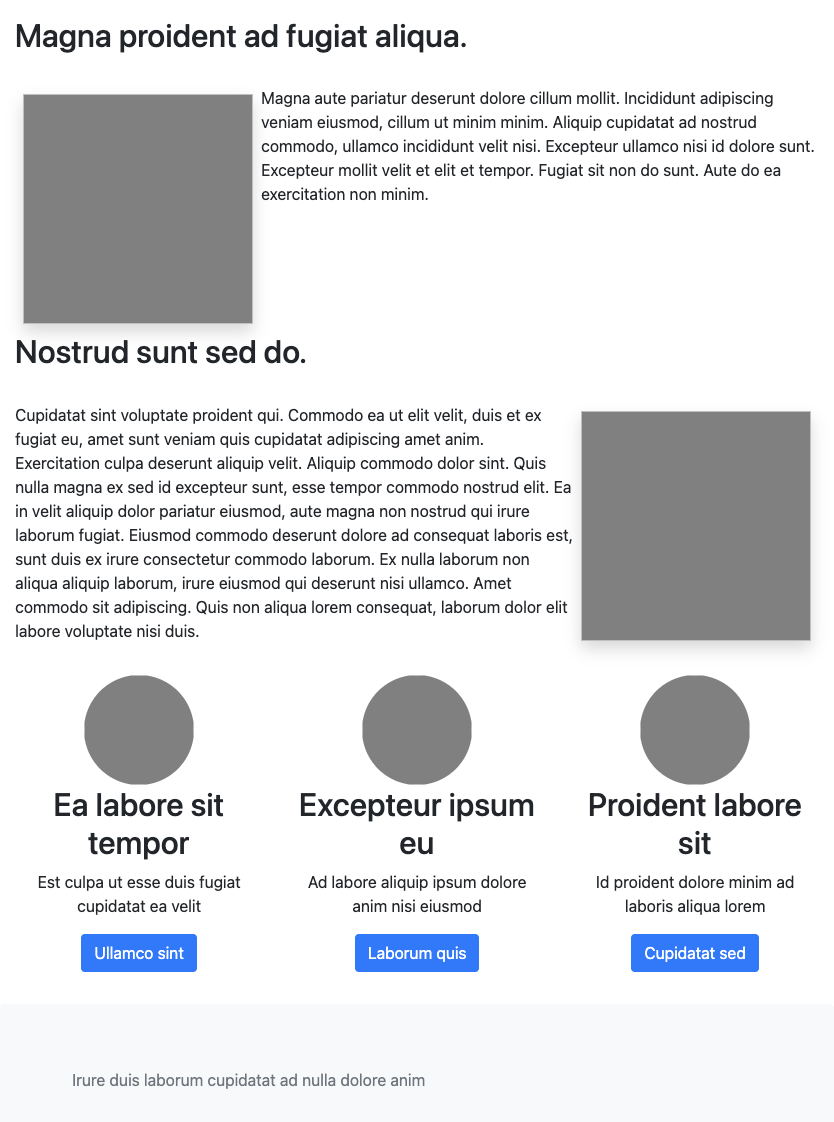 Magna proident ad fugiat aliqua.
Magna aute pariatur deserunt dolore cillum mollit. Incididunt adipiscing
veniam eiusmod, cillum ut minim minim. Aliquip cupidatat ad nostrud
commodo, ullamco incididunt velit nisi. Excepteur ullamco nisi id dolore sunt.
Excepteur mollit velit et elit et tempor. Fugiat sit non do sunt. Aute do ea
exercitation non minim.
Nostrud sunt sed do.
Cupidatat sint voluptate proident qui. Commodo ea ut elit velit, duis et ex
fugiat eu, amet sunt veniam quis cupidatat adipiscing amet anim.
Exercitation culpa deserunt aliquip velit. Aliquip commodo dolor sint. Quis
nulla magna ex sed id excepteur sunt, esse tempor commodo nostrud elit. Ea
in velit aliquip dolor pariatur eiusmod, aute magna non nostrud qui irure
laborum fugiat. Eiusmod commodo deserunt dolore ad consequat laboris est,
sunt duis ex irure consectetur commodo laborum. Ex nulla laborum non
aliqua aliquip laborum, irure eiusmod qui deserunt nisi ullamco. Amet
commodo sit adipiscing. Quis non aliqua lorem consequat, laborum dolor elit
labore voluptate nisi duis.
Ea labore sit
tempor
Est culpa ut esse duis fugiat
cupidatat ea velit
Ullamco sint
Excepteur ipsum
eu
Ad labore aliquip ipsum dolore
anim nisi eiusmod
Laborum quis
Proident labore
sit
Id proident dolore minim ad
laboris aliqua lorem
Cupidatat sed
Irure duis laborum cupidatat ad nulla dolore anim